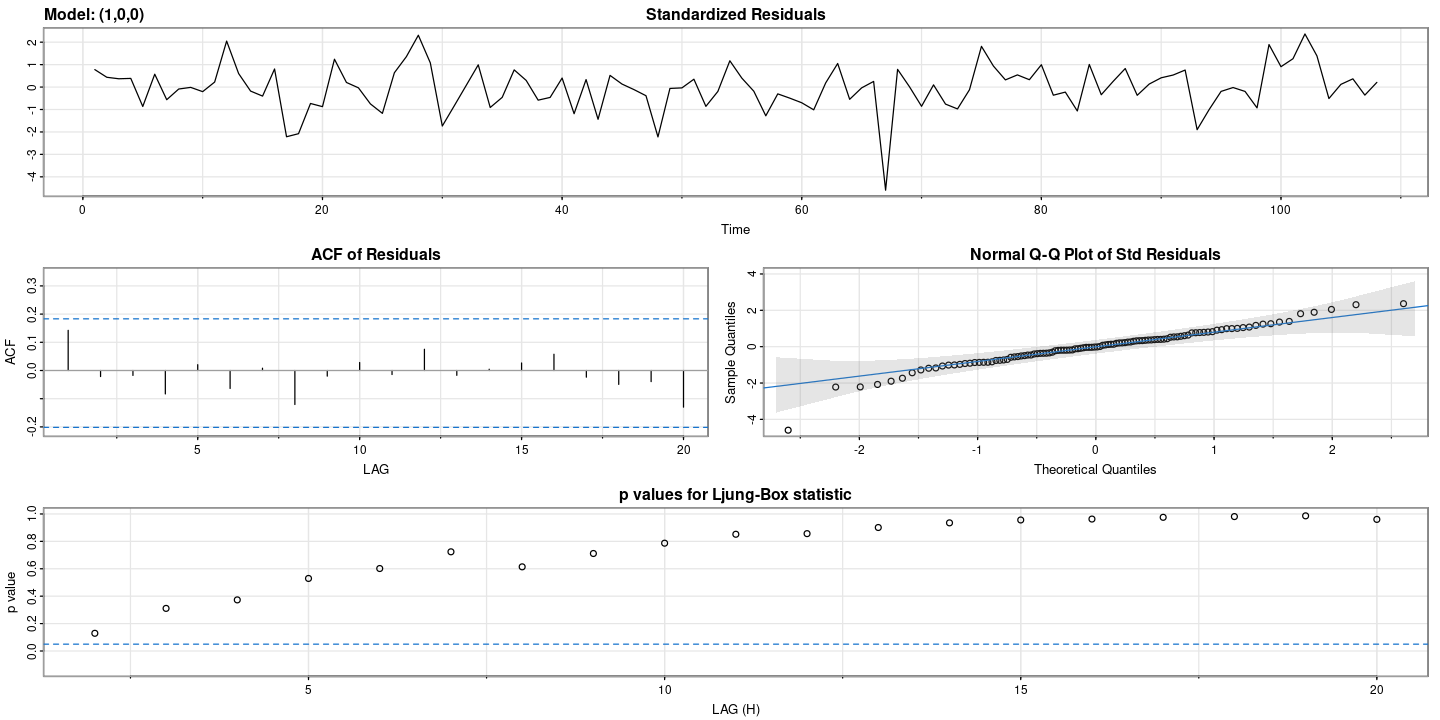 Model: (1,0,0) Standardized Residuals
2
1
0
-1
-2
-3
-4
0 20 40 60 80 100
Time
ACF of Residuals
ACF
0.3
0.2
0.1
0.0
-0.2
5 10 15 20
LAG
Normal Q-Q Plot of Std Residuals
Sample Quantiles
4
2
0
-2
-4
-2 -1 0 1 2
Theoretical Quantiles
p values for Ljung-Box statistic
p value
1.0
0.8
0.6
0.4
0.2
0.0
5 10 15 20
LAG (H)